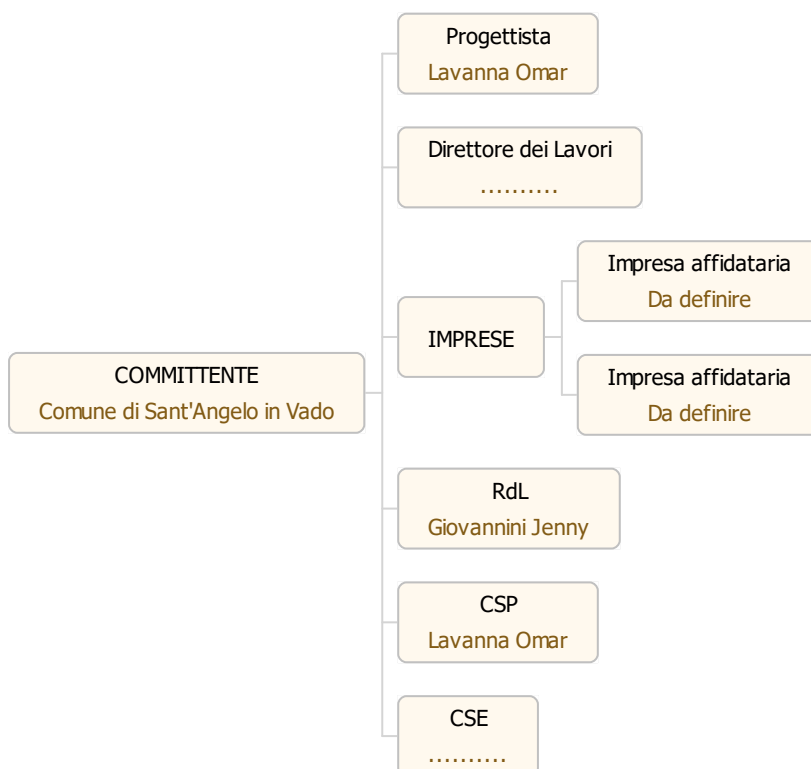 Progettista
Lavanna Omar
Direttore dei Lavori
..........
Impresa affidataria
Da definire
IMPRESE
Impresa affidataria
Da definire
COMMITTENTE
Comune di Sant'Angelo in Vado
RdL
Giovannini Jenny
CSP
Lavanna Omar
CSE
..........